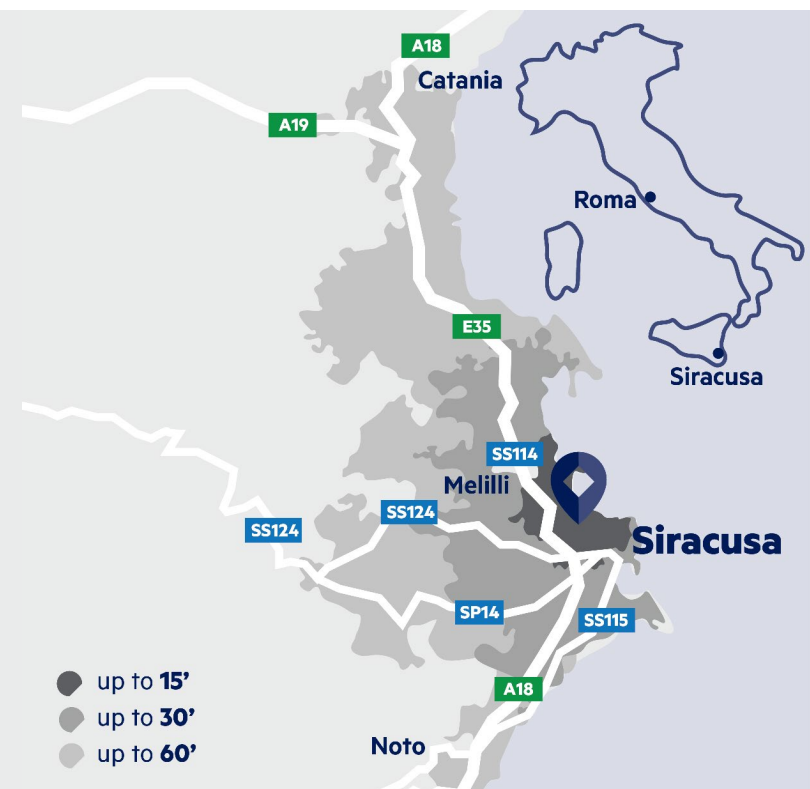 A18
Catania
A19
Roma
E35
Siracusa
SS114
Melilli
SS124
SS124
Siracusa
SP14
SS115
up to 15’
A18
up to 30’
Noto
up to 60’